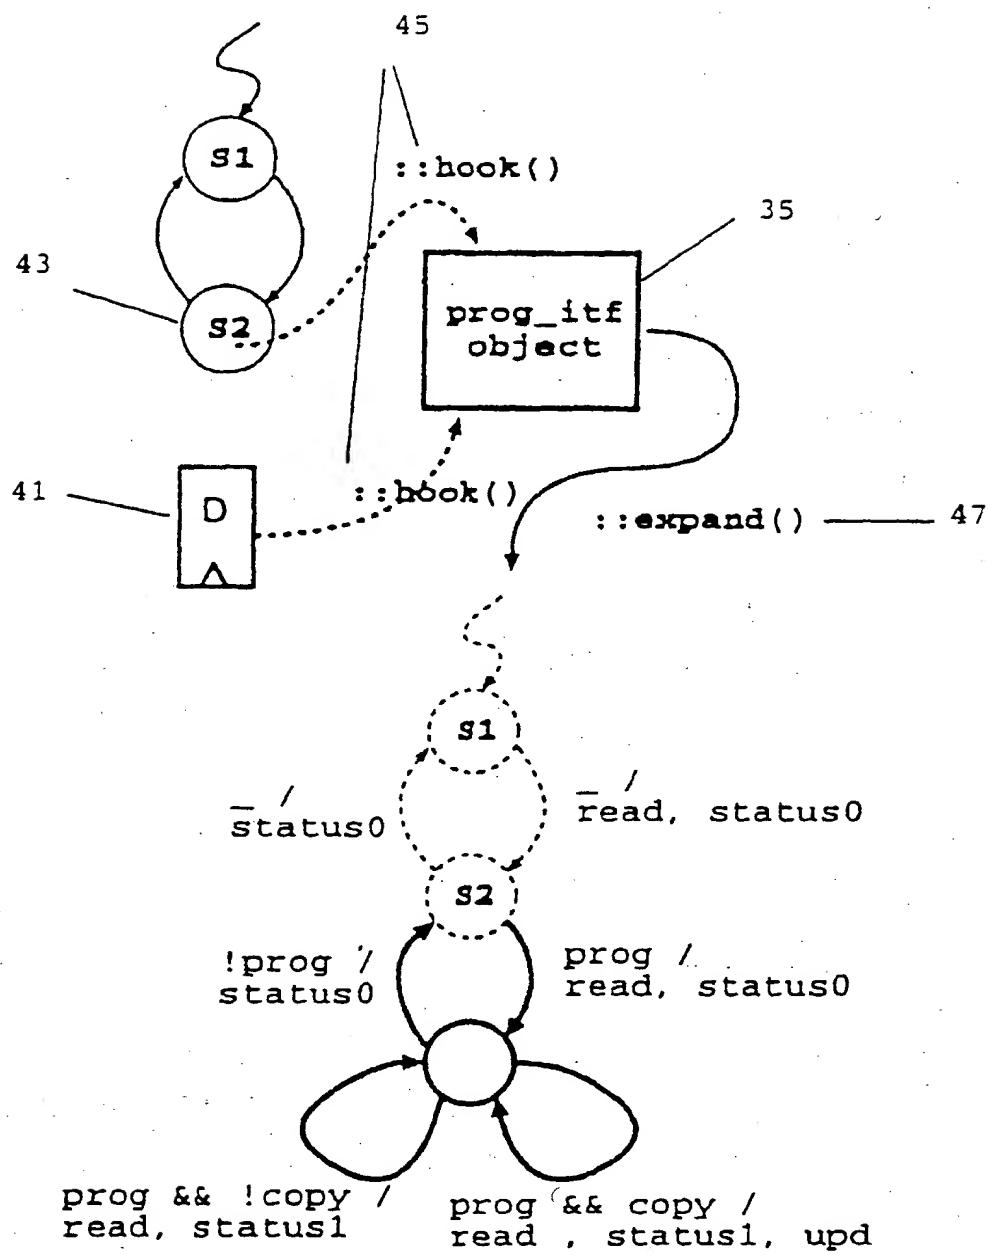 45
S1
::hook()
35
43
S2
prog_itf
object
41
D
::hook()
::expand()
47
S1
_ /
status0
_ /
read, status0
S2
!prog /
status0
prog /
read, status0
prog && !copy /
read, status1
prog && copy /
read , status1, upd